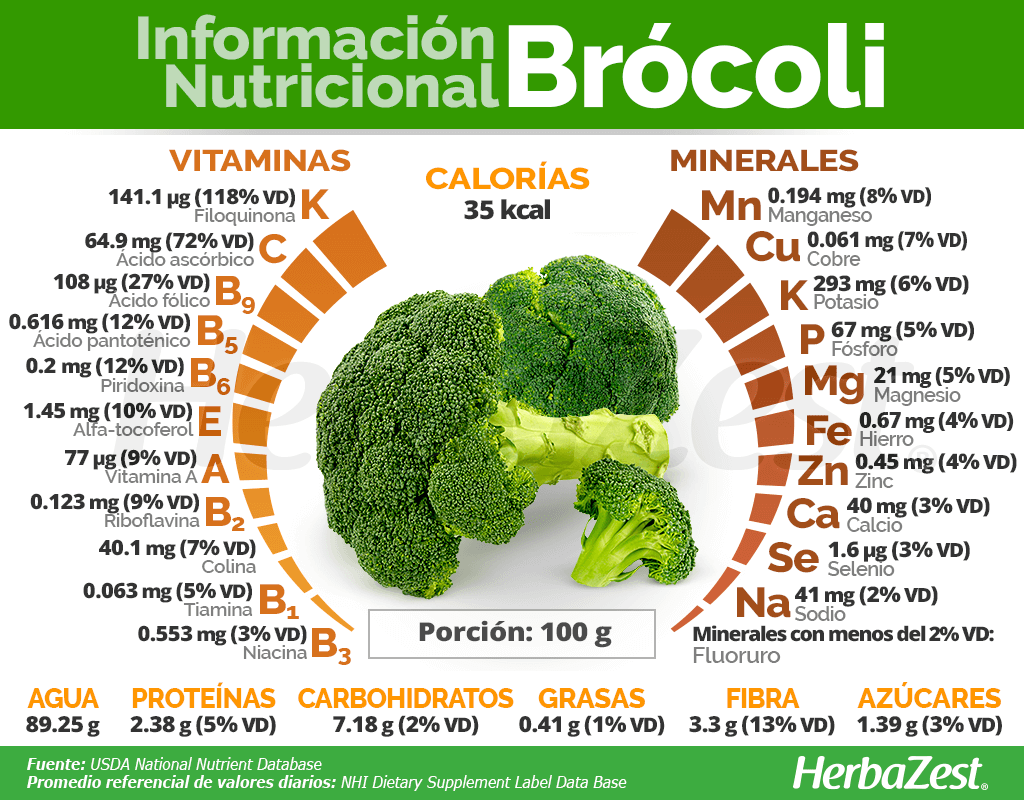 Información
Nutricional
Brócoli
VITAMINAS
141.1 µg (118% VD)
Filoquinona
K
64.9 mg (72% VD)
Ácido ascórbico
C
108 µg (27% VD)
Ácido fólico
B9
0.616 mg (12% VD)
Ácido pantoténico
B5
0.2 mg (12% VD)
Piridoxina
B6
1.45 mg (10% VD)
Alfa-tocoferol
E
77 µg (9% VD)
Vitamina A
A
0.123 mg (9% VD)
Riboflavina
B2
40.1 mg (7% VD)
Colina
0.063 mg (5% VD)
Tiamina
B1
0.553 mg (3% VD)
Niacina
B3
CALORÍAS
35 kcal
HerbaZest®
Porción: 100 g
MINERALES
Mn
0.194 mg (8% VD)
Manganeso
Cu
0.061 mg (7% VD)
Cobre
K
293 mg (6% VD)
Potasio
P
67 mg (5% VD)
Fósforo
Mg
21 mg (5% VD)
Magnesio
Fe
0.67 mg (4% VD)
Hierro
Zn
0.45 mg (4% VD)
Zinc
Ca
40 mg (3% VD)
Calcio
Se
1.6 µg (3% VD)
Selenio
Na
41 mg (2% VD)
Sodio
Minerales con menos del 2% VD:
Fluoruro
AGUA
89.25 g
PROTEÍNAS
2.38 g (5% VD)
CARBOHIDRATOS
7.18 g (2% VD)
GRASAS
0.41 g (1% VD)
FIBRA
3.3 g (13% VD)
AZÚCARES
1.39 g (3% VD)
Fuente: USDA National Nutrient Database
Promedio referencial de valores diarios: NHI Dietary Supplement Label Data Base
HerbaZest®